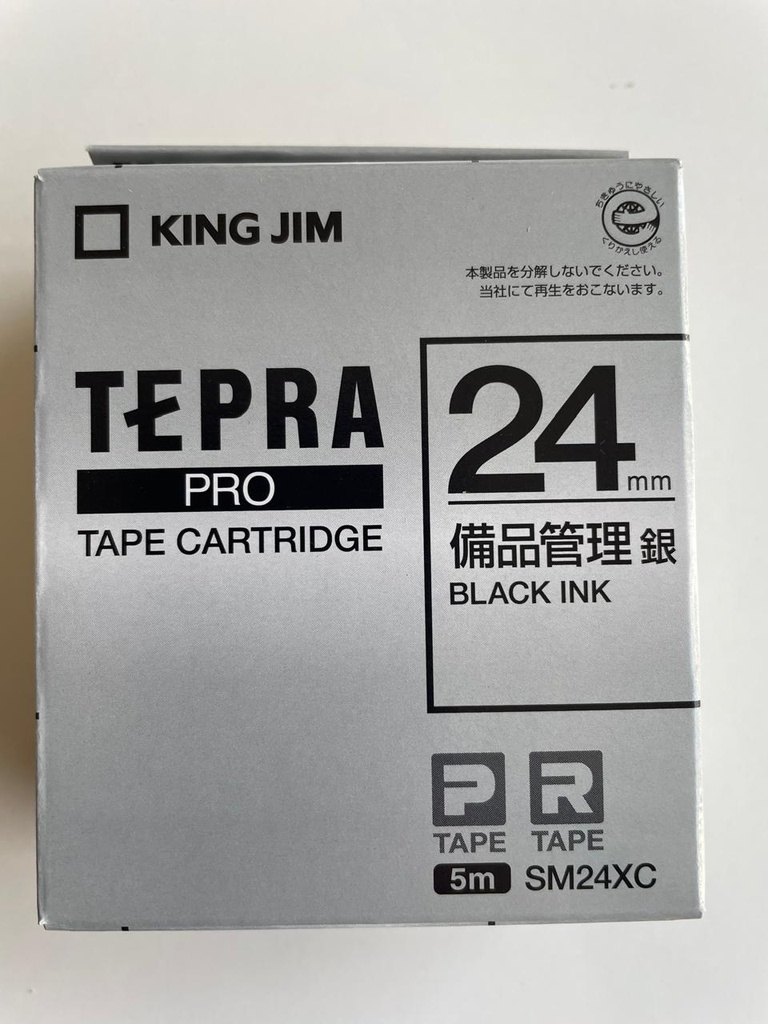 KING JIM
ちきゅうにやさしい
くりかえし使える
本製品を分解しないでください。
当社にて再生をおこないます。
TEPRA
PRO
TAPE CARTRIDGE
24mm
備品管理 銀
BLACK INK
P R
TAPE TAPE
5m SM24XC